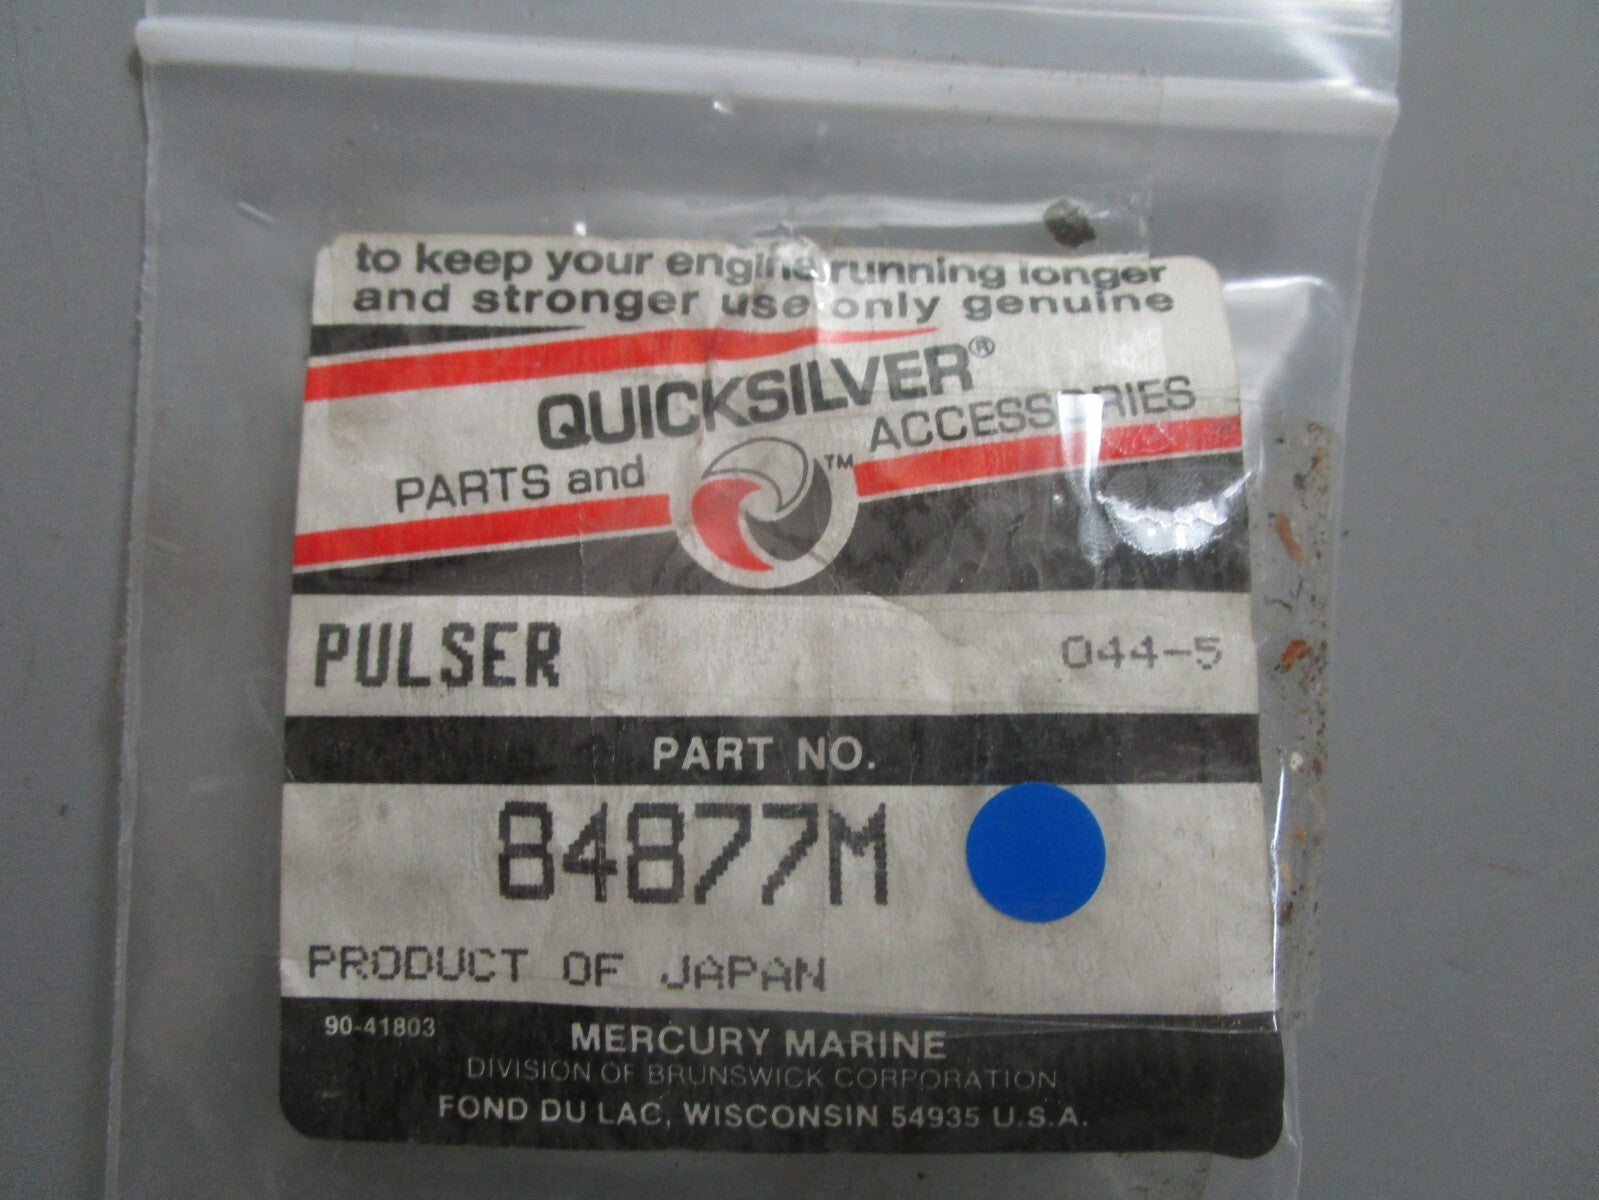 to keep your engine running longer
and stronger use only genuine
QUICKSILVER®
PARTS and ACCESSORIES
™
PULSER 044-5
PART NO.
84877M
PRODUCT OF JAPAN
90-41803
MERCURY MARINE
DIVISION OF BRUNSWICK CORPORATION
FOND DU LAC, WISCONSIN 54935 U.S.A.